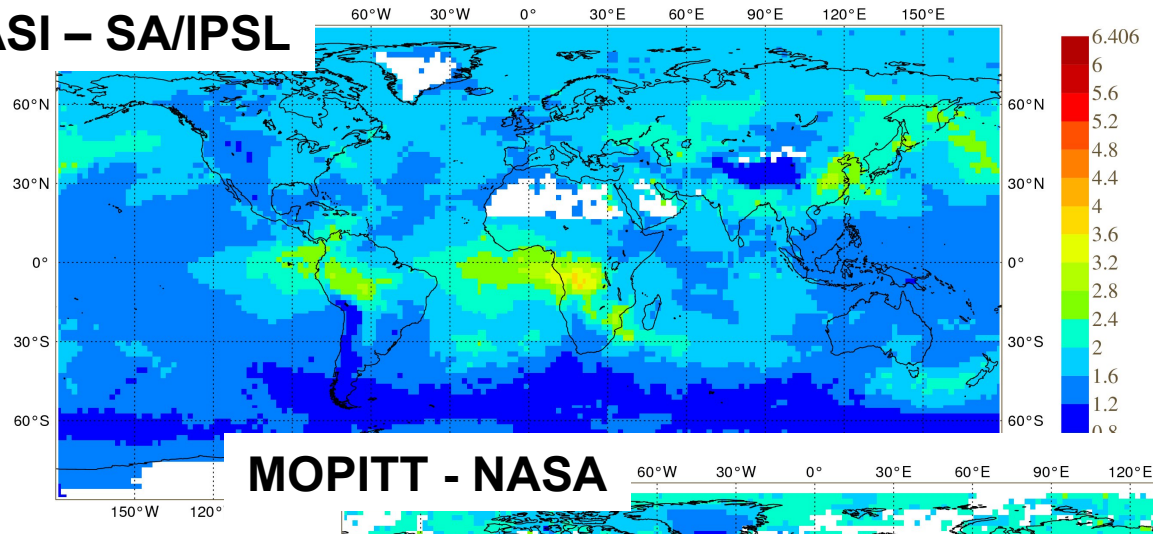 ASI – SA/IPSL
60°W 30°W 0° 30°E 60°E 90°E 120°E 150°E
60°N 60°N
30°N 30°N
0° 0°
30°S 30°S
60°S 60°S
150°W 120°
L
6.406
6
5.6
5.2
4.8
4.4
4
3.6
3.2
2.8
2.4
2
1.6
1.2
0.8
MOPITT - NASA
60°W 30°W 0° 30°E 60°E 90°E 120°E